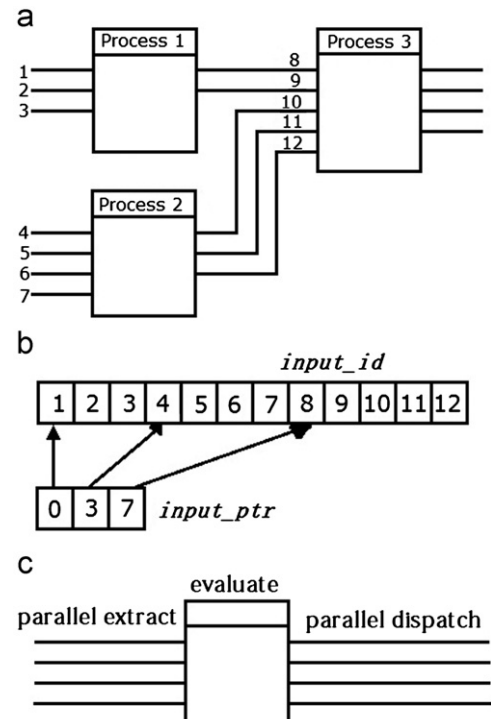 a
Process 1
1
2
3
Process 2
4
5
6
7
8
9
10
11
12
Process 3
b
input_id
1 2 3 4 5 6 7 8 9 10 11 12
0 3 7 input_ptr
c
evaluate
parallel extract
parallel dispatch